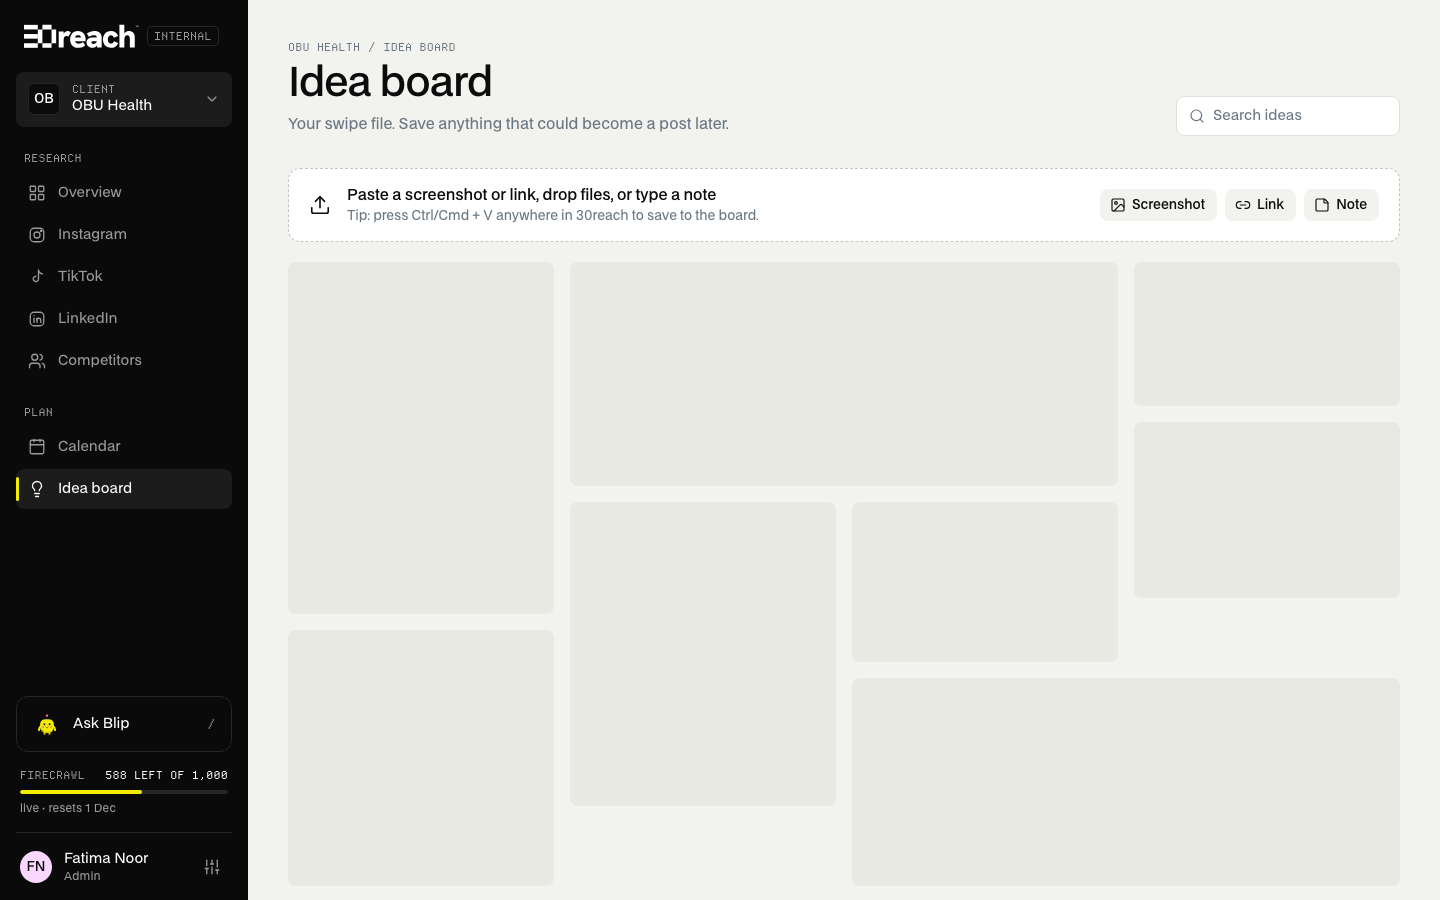 30reach
INTERNAL
OB
CLIENT
OBU Health
RESEARCH
Overview
Instagram
TikTok
LinkedIn
Competitors
PLAN
Calendar
Idea board
Ask Blip
/
FIRECRAWL
588 LEFT OF 1,000
live · resets 1 Dec
FN
Fatima Noor
Admin
OBU HEALTH / IDEA BOARD
Idea board
Your swipe file. Save anything that could become a post later.
Search ideas
Paste a screenshot or link, drop files, or type a note
Tip: press Ctrl/Cmd + V anywhere in 30reach to save to the board.
Screenshot
Link
Note